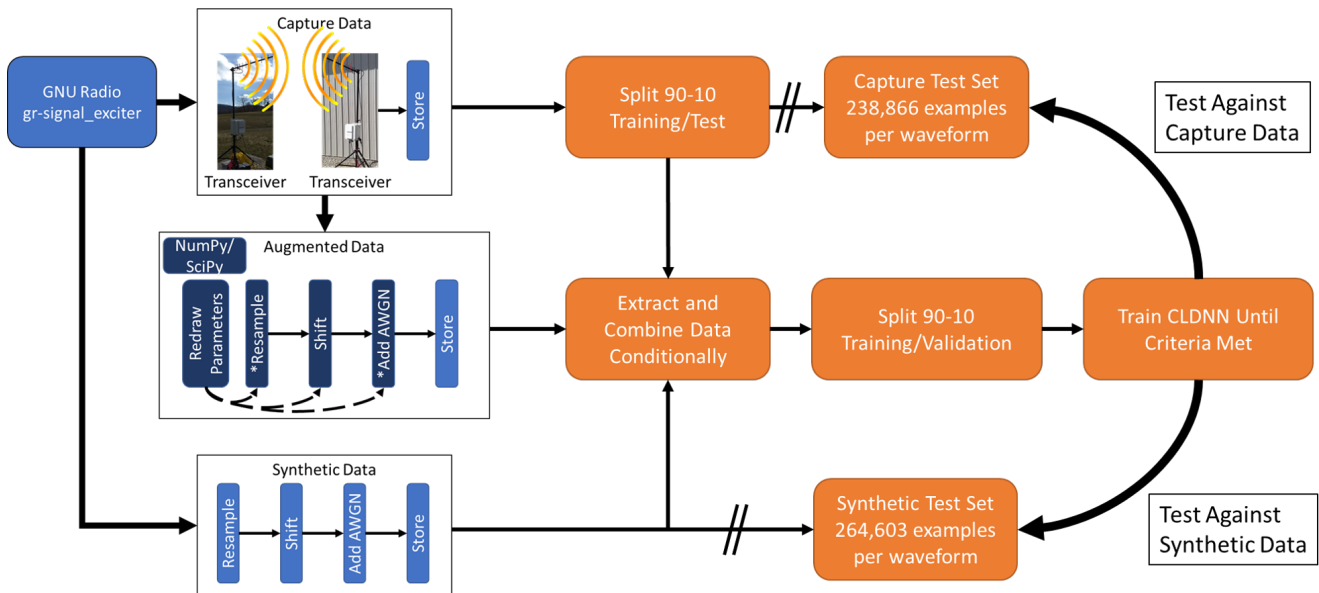 Capture Data
GNU Radio
gr-signal_exciter
Store
Transceiver
Transceiver
Split 90-10
Training/Test
Capture Test Set
238,866 examples
per waveform
Test Against
Capture Data
NumPy/
SciPy
Augmented Data
Redraw
Parameters
*Resample
Shift
*Add AWGN
Store
Extract and
Combine Data
Conditionally
Split 90-10
Training/Validation
Train CLDNN Until
Criteria Met
Synthetic Data
Resample
Shift
Add AWGN
Store
Synthetic Test Set
264,603 examples
per waveform
Test Against
Synthetic Data